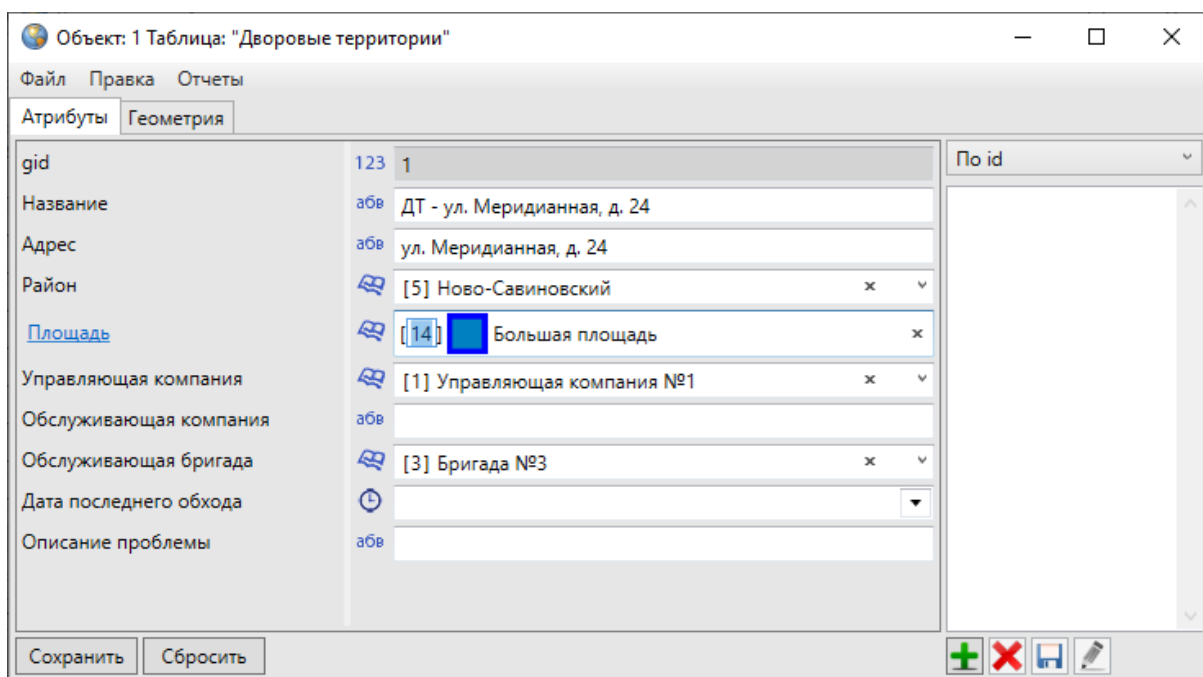 Объект: 1 Таблица: "Дворовые территории"
Файл Правка Отчеты
Атрибуты Геометрия
gid 123 1
По id
Название абв ДТ - ул. Меридианная, д. 24
Адрес абв ул. Меридианная, д. 24
Район [5] Ново-Савиновский
Площадь [14] Большая площадь
Управляющая компания [1] Управляющая компания №1
Обслуживающая компания абв
Обслуживающая бригада [3] Бригада №3
Дата последнего обхода
Описание проблемы абв
Сохранить Сбросить